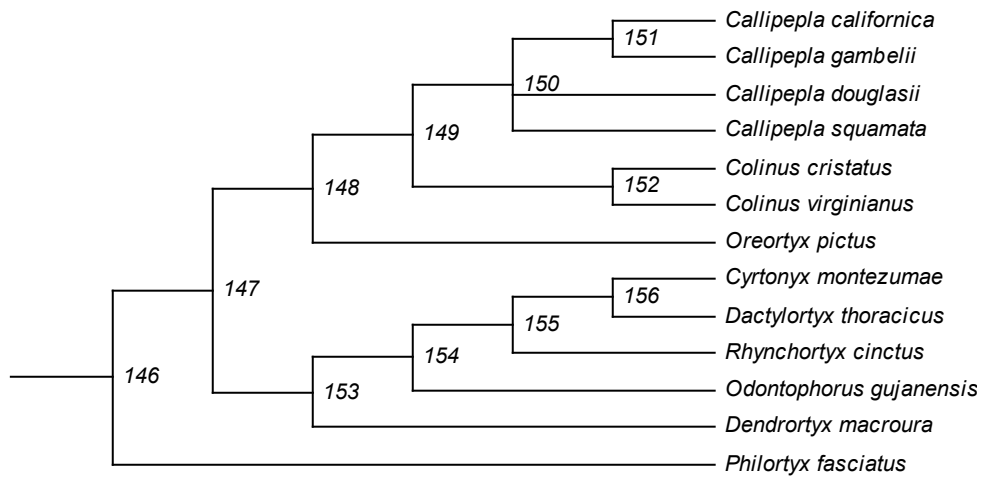 Callipepla californica
151
Callipepla gambelii
150
Callipepla douglasii
149
Callipepla squamata
Colinus cristatus
148
152
Colinus virginianus
Oreortyx pictus
147
Cyrtonyx montezumae
156
155
Dactylortyx thoracicus
154
Rhynchortyx cinctus
146
153
Odontophorus gujanensis
Dendrortyx macroura
Philortyx fasciatus